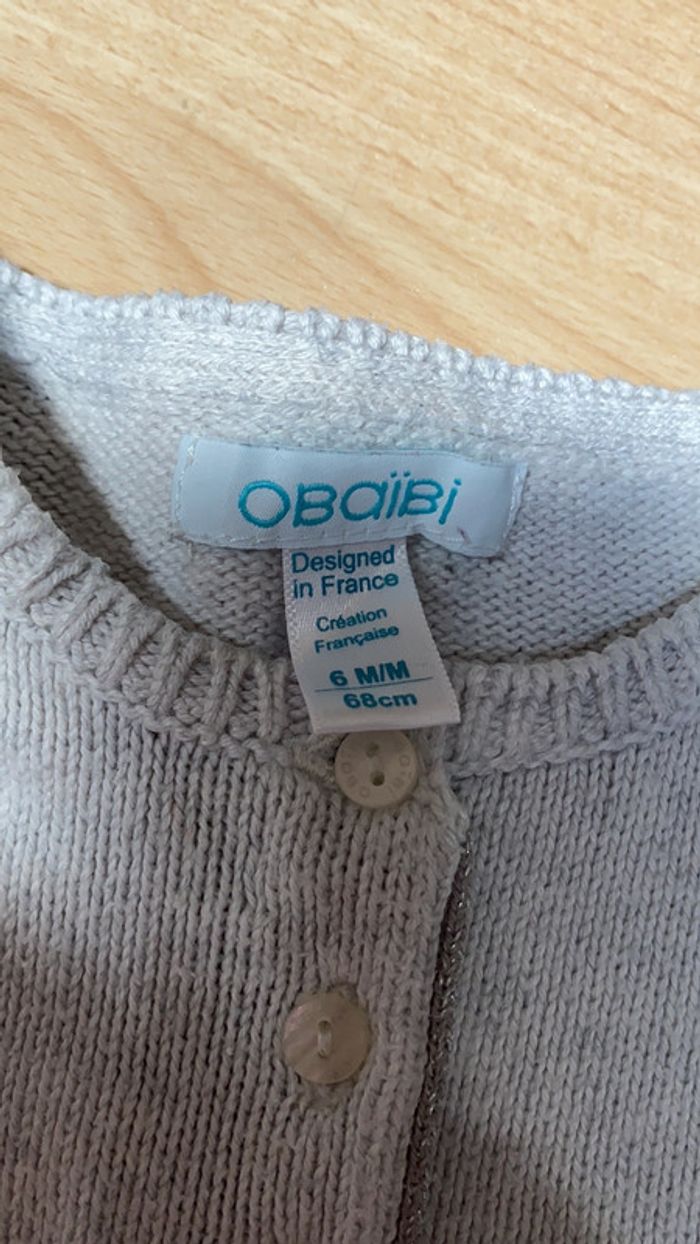 OBaïBi
Designed
in France
Création
Française
6 M/M
68cm